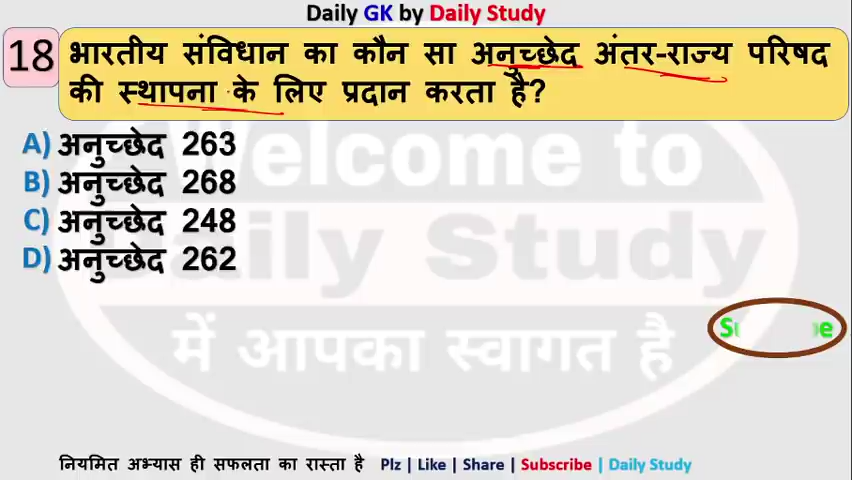 Daily GK by Daily Study
18 भारतीय संविधान का कौन सा अनुच्छेद अंतर-राज्य परिषद
की स्थापना के लिए प्रदान करता है?
A) अनुच्छेद 263
B) अनुच्छेद 268
C) अनुच्छेद 248
D) अनुच्छेद 262
Welcome to
Daily Study
में आपका स्वागत है
नियमित अभ्यास ही सफलता का रास्ता है Plz | Like | Share | Subscribe | Daily Study